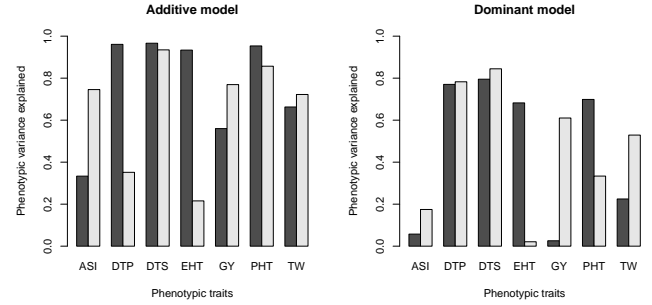 Additive model
Phenotypic variance explained
0.0 0.2 0.4 0.6 0.8 1.0
ASI DTP DTS EHT GY PHT TW
Phenotypic traits
Dominant model
Phenotypic variance explained
0.0 0.2 0.4 0.6 0.8 1.0
ASI DTP DTS EHT GY PHT TW
Phenotypic traits